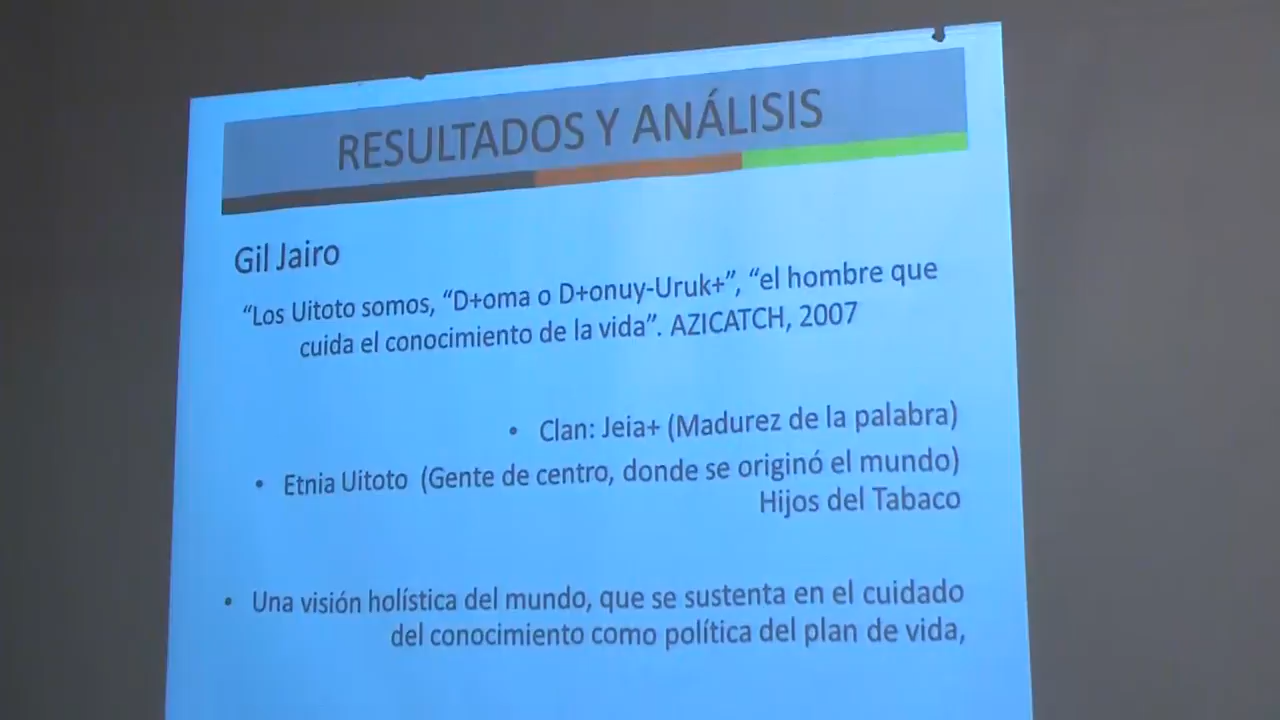 RESULTADOS Y ANÁLISIS
Gil Jairo
“Los Uitoto somos, “D+oma o D+onuy-Uruk+”, “el hombre que
cuida el conocimiento de la vida”. AZICATCH, 2007
• Clan: Jeia+ (Madurez de la palabra)
• Etnia Uitoto (Gente de centro, donde se originó el mundo)
Hijos del Tabaco
• Una visión holística del mundo, que se sustenta en el cuidado
del conocimiento como política del plan de vida,